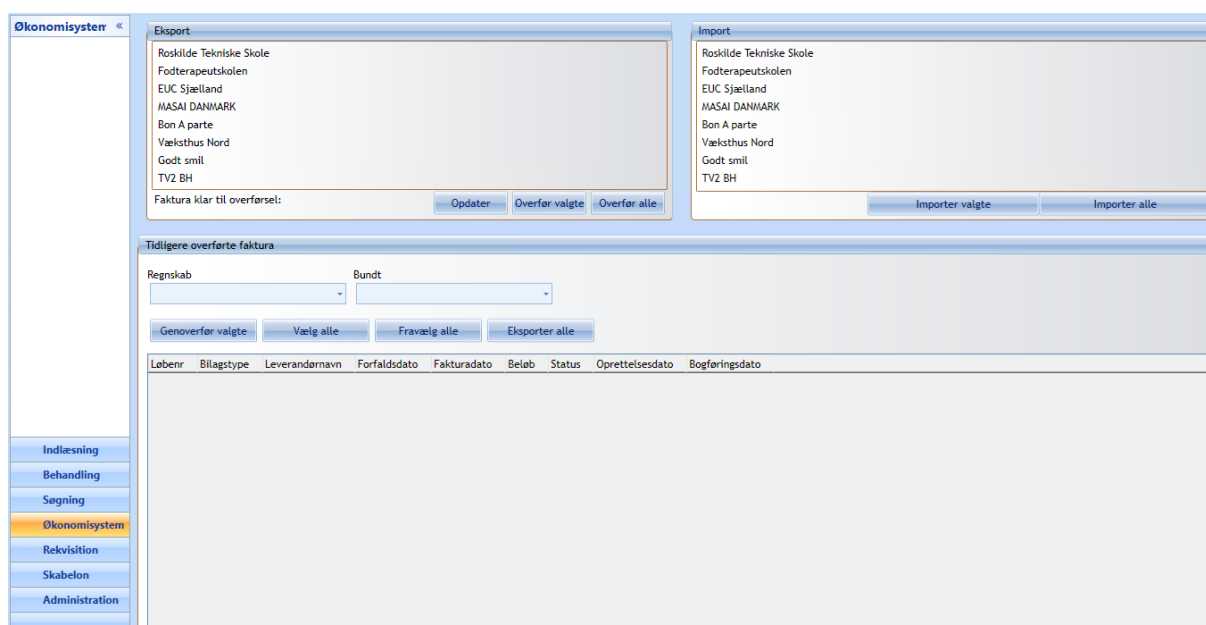 Økonomisystem «
Eksport
Roskilde Tekniske Skole
Fodterapeutskolen
EUC Sjælland
MASAI DANMARK
Bon A parte
Væksthus Nord
Godt smil
TV2 BH
Faktura klar til overførsel:
Opdater Overfør valgte Overfør alle
Import
Roskilde Tekniske Skole
Fodterapeutskolen
EUC Sjælland
MASAI DANMARK
Bon A parte
Væksthus Nord
Godt smil
TV2 BH
Importer valgte Importer alle
Tidligere overførte faktura
Regnskab Bundt
Genoverfør valgte Vælg alle Fravælg alle Eksporter alle
Løbenr Bilagstype Leverandørnavn Forfaldsdato Fakturadato Beløb Status Oprettelsesdato Bogføringsdato
Indlæsning
Behandling
Søgning
Økonomisystem
Rekvisition
Skabelon
Administration